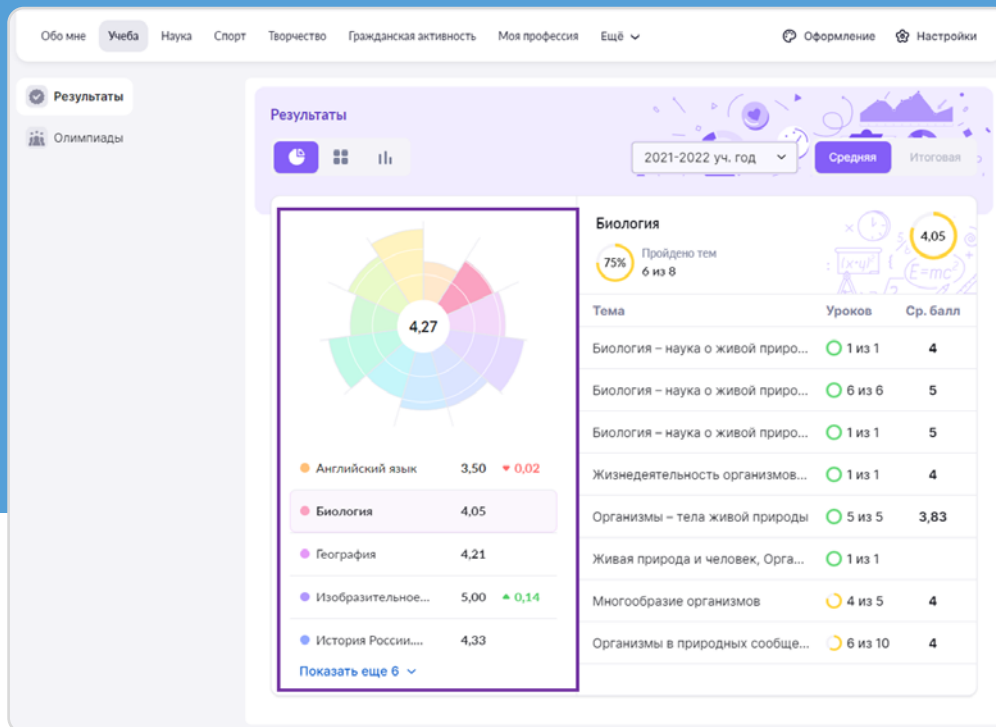 Обо мне Учеба Наука Спорт Творчество Гражданская активность Моя профессия Ещё Оформление Настройки
Результаты
Олимпиады
Результаты
2021-2022 уч. год Средняя Итоговая
4,27
Английский язык 3,50 0,02
Биология 4,05
География 4,21
Изобразительное... 5,00 0,14
История России.... 4,33
Показать еще 6
Биология
75% Пройдено тем
6 из 8
4,05
E=mc²
Тема Уроков Ср. балл
Биология – наука о живой приро... 1 из 1 4
Биология – наука о живой приро... 6 из 6 5
Биология – наука о живой приро... 1 из 1 5
Жизнедеятельность организмов... 1 из 1 4
Организмы – тела живой природы 5 из 5 3,83
Живая природа и человек, Орга... 1 из 1
Многообразие организмов 4 из 5 4
Организмы в природных сообще... 6 из 10 4